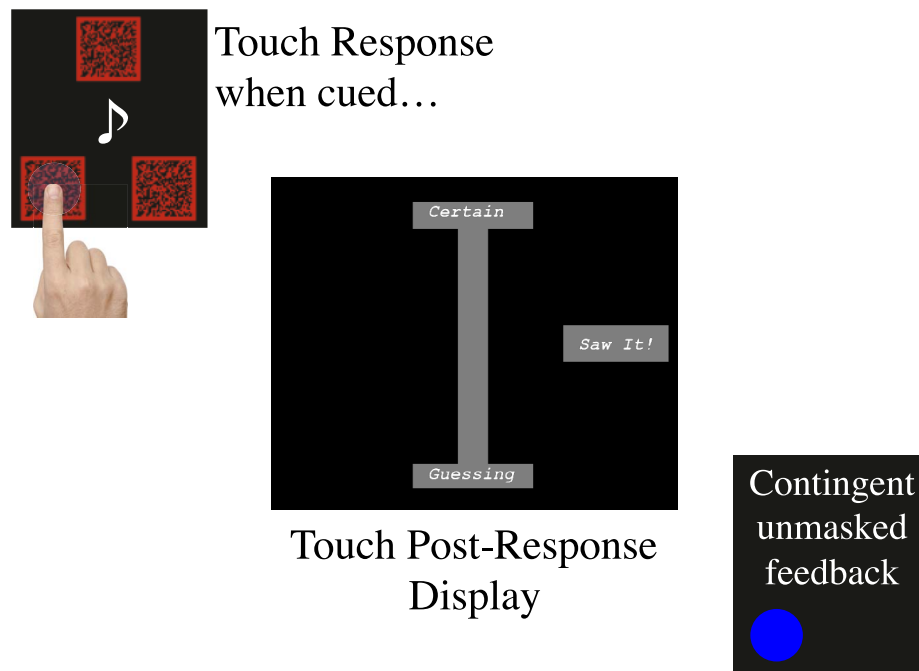 Touch Response
when cued…
Certain
Saw It!
Guessing
Touch Post-Response
Display
Contingent
unmasked
feedback